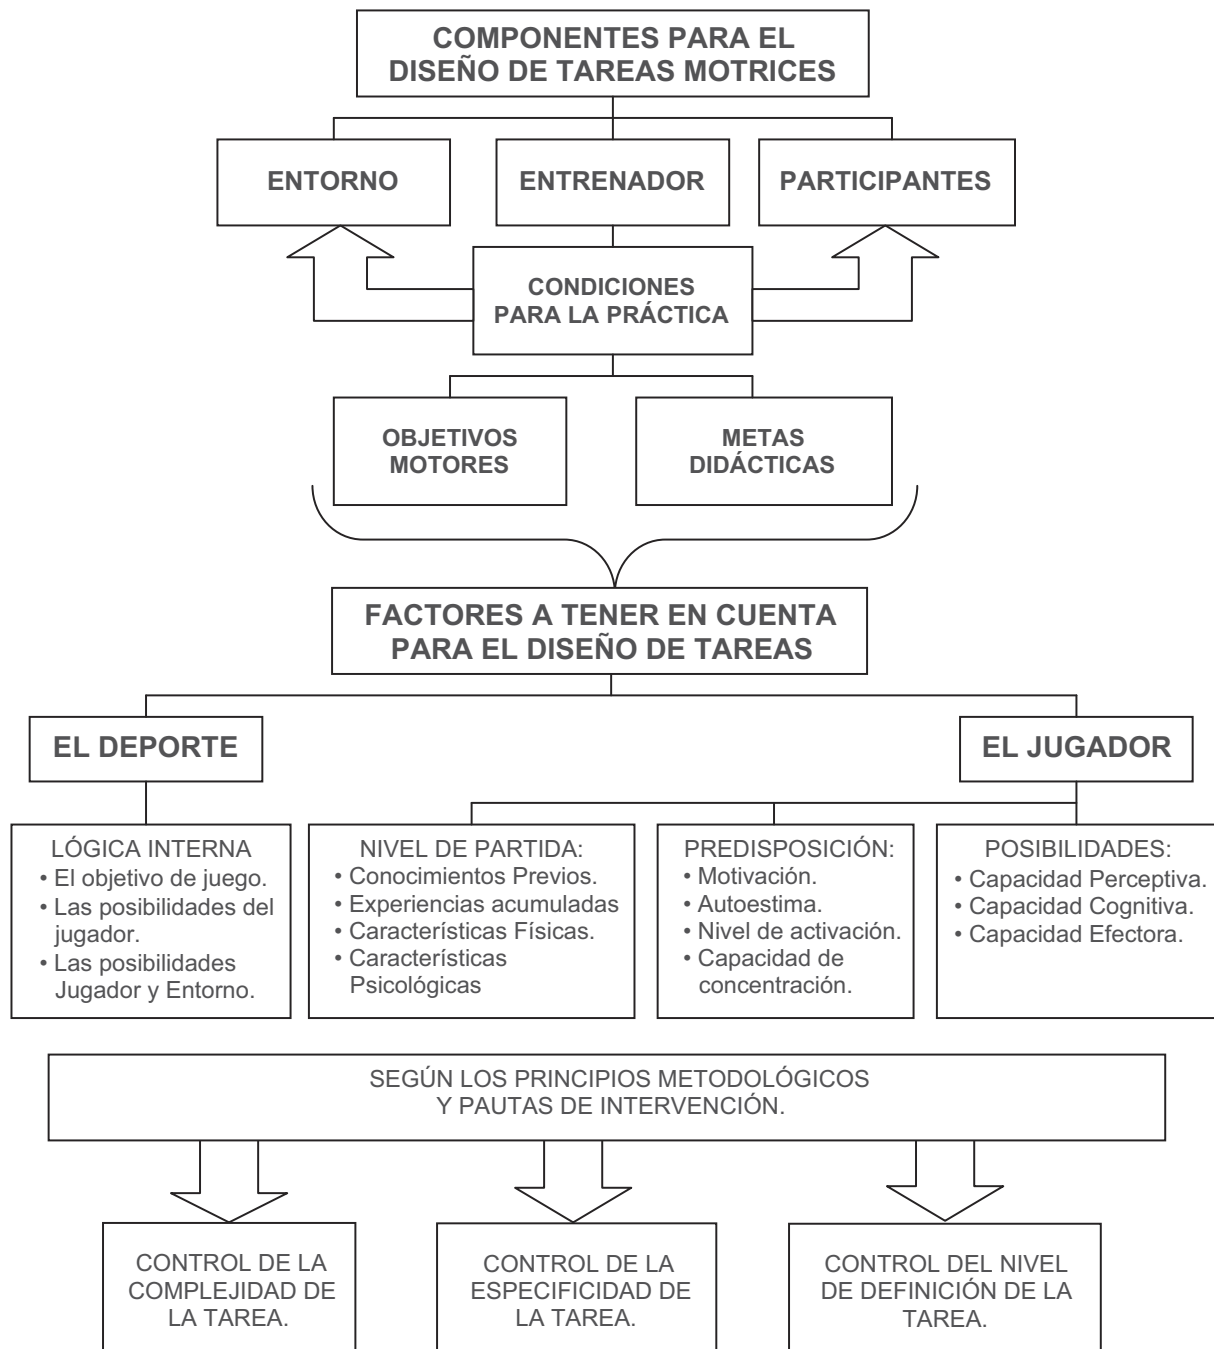 COMPONENTES PARA EL
DISEÑO DE TAREAS MOTRICES
ENTORNO
ENTRENADOR
PARTICIPANTES
CONDICIONES
PARA LA PRÁCTICA
OBJETIVOS
MOTORES
METAS
DIDÁCTICAS
FACTORES A TENER EN CUENTA
PARA EL DISEÑO DE TAREAS
EL DEPORTE
EL JUGADOR
LÓGICA INTERNA
• El objetivo de juego.
• Las posibilidades del
jugador.
• Las posibilidades
Jugador y Entorno.
NIVEL DE PARTIDA:
• Conocimientos Previos.
• Experiencias acumuladas
• Características Físicas.
• Características
Psicológicas
PREDISPOSICIÓN:
• Motivación.
• Autoestima.
• Nivel de activación.
• Capacidad de
concentración.
POSIBILIDADES:
• Capacidad Perceptiva.
• Capacidad Cognitiva.
• Capacidad Efectora.
SEGÚN LOS PRINCIPIOS METODOLÓGICOS
Y PAUTAS DE INTERVENCIÓN.
CONTROL DE LA
COMPLEJIDAD DE
LA TAREA.
CONTROL DE LA
ESPECIFICIDAD DE
LA TAREA.
CONTROL DEL NIVEL
DE DEFINICIÓN DE LA
TAREA.